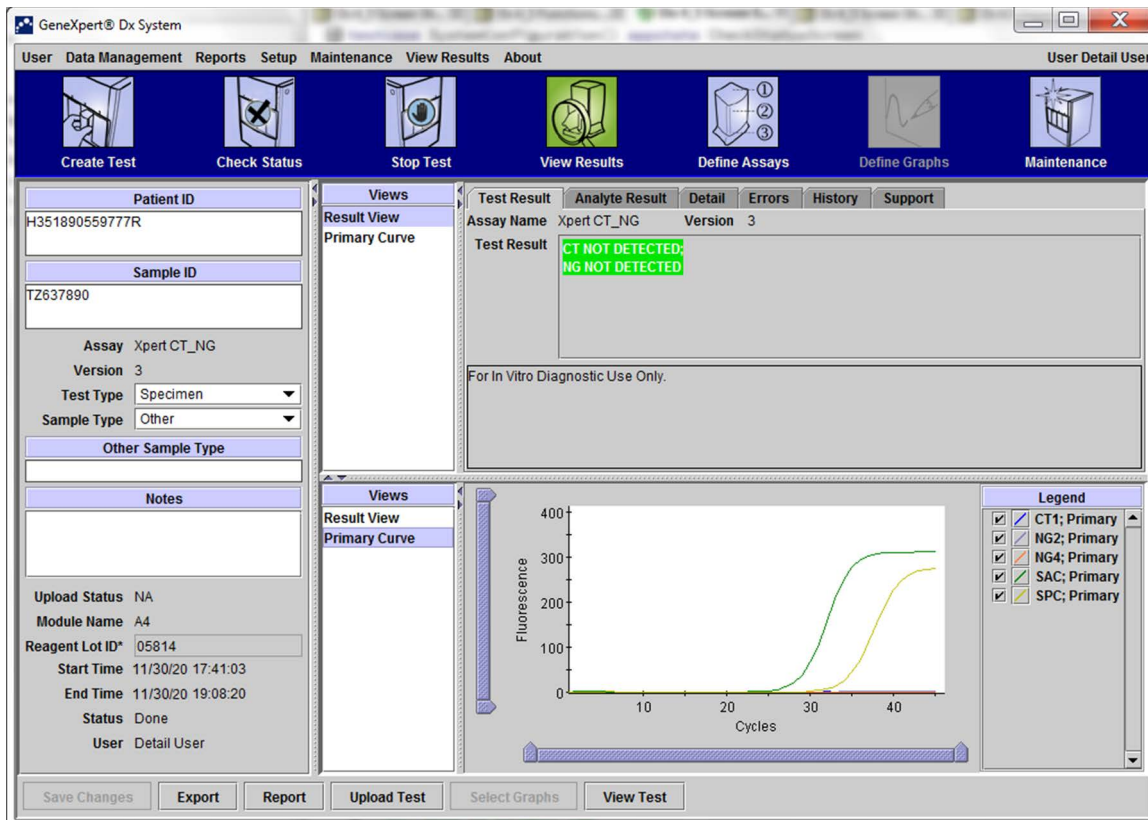 GeneXpert® Dx System
User Data Management Reports Setup Maintenance View Results About
User Detail User
Create Test
Check Status
Stop Test
View Results
①
②
③
Define Assays
Define Graphs
Maintenance
Patient ID
H351890559777R
Sample ID
TZ637890
Assay Xpert CT_NG
Version 3
Test Type Specimen
Sample Type Other
Other Sample Type
Notes
Upload Status NA
Module Name A4
Reagent Lot ID* 05814
Start Time 11/30/20 17:41:03
End Time 11/30/20 19:08:20
Status Done
User Detail User
Views
Result View
Primary Curve
Test Result Analyte Result Detail Errors History Support
Assay Name Xpert CT_NG Version 3
Test Result CT NOT DETECTED;
NG NOT DETECTED
For In Vitro Diagnostic Use Only.
Views
Result View
Primary Curve
400
300
200
100
0
Fluorescence
10 20 30 40
Cycles
Legend
CT1; Primary
NG2; Primary
NG4; Primary
SAC; Primary
SPC; Primary
Save Changes Export Report Upload Test Select Graphs View Test